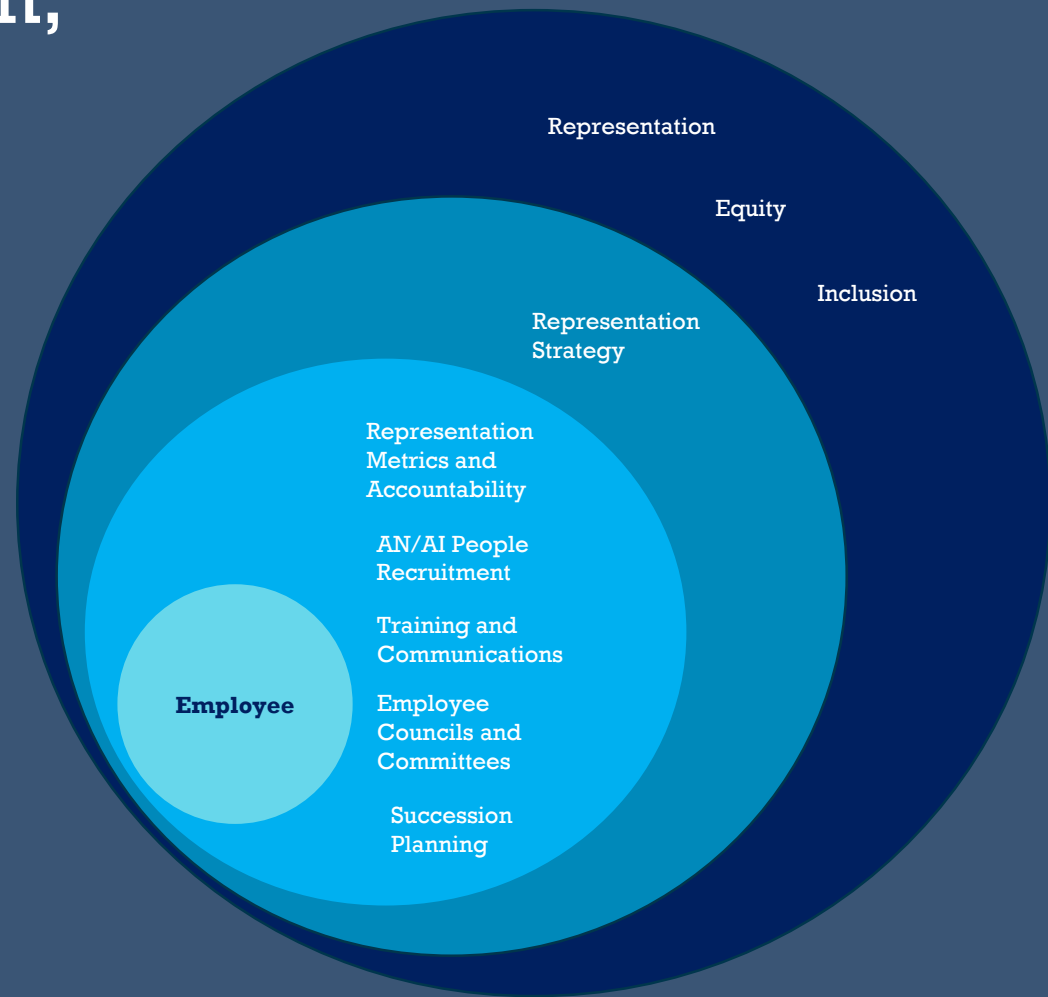 Representation
Equity
Inclusion
Representation
Strategy
Representation
Metrics and
Accountability
AN/AI People
Recruitment
Training and
Communications
Employee
Employee
Councils and
Committees
Succession
Planning